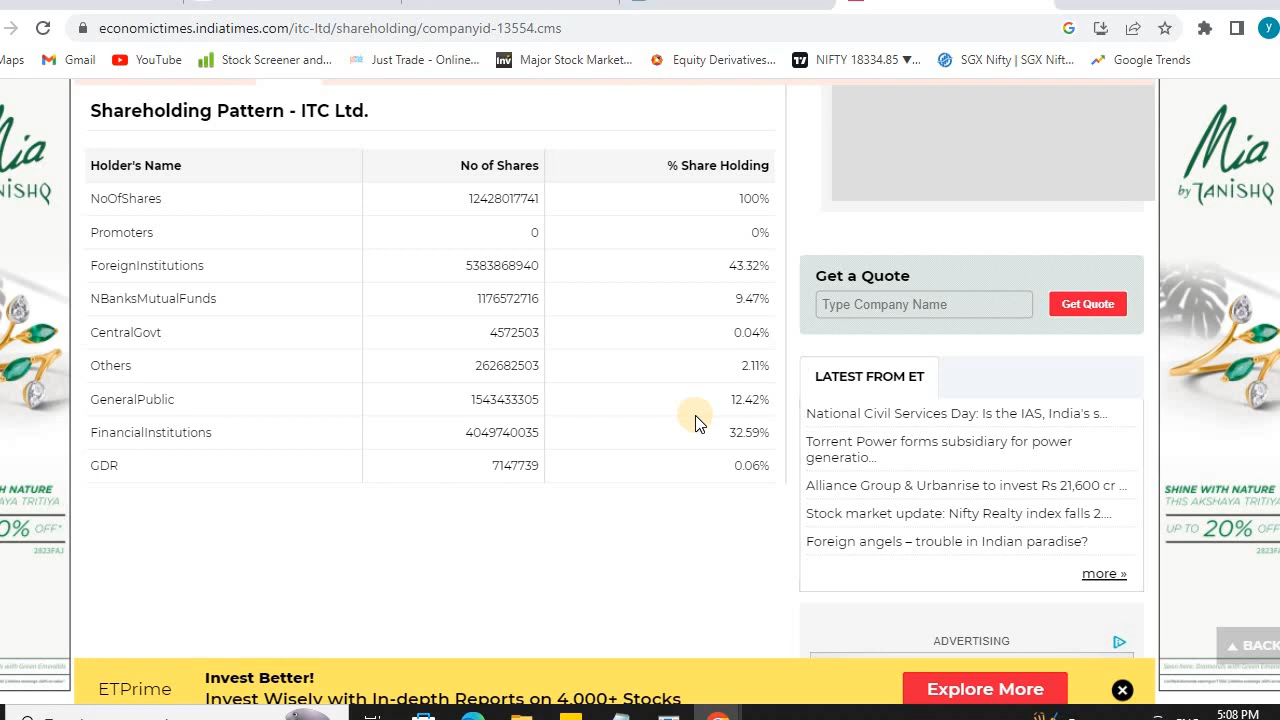 economictimes.indiatimes.com/itc-ltd/shareholding/companyid-13554.cms
Maps
Gmail
YouTube
Stock Screener and...
Just Trade - Online...
Major Stock Market...
Equity Derivatives...
NIFTY 18334.85 ▼...
SGX Nifty | SGX Nift...
Google Trends
Shareholding Pattern - ITC Ltd.
Holder's Name No of Shares % Share Holding
NoOfShares 12428017741 100%
Promoters 0 0%
ForeignInstitutions 5383868940 43.32%
NBanksMutualFunds 1176572716 9.47%
CentralGovt 4572503 0.04%
Others 262682503 2.11%
GeneralPublic 1543433305 12.42%
FinancialInstitutions 4049740035 32.59%
GDR 7147739 0.06%
Get a Quote
Type Company Name
Get Quote
LATEST FROM ET
National Civil Services Day: Is the IAS, India's s...
Torrent Power forms subsidiary for power
generatio...
Alliance Group & Urbanrise to invest Rs 21,600 cr ...
Stock market update: Nifty Realty index falls 2....
Foreign angels – trouble in Indian paradise?
more »
ADVERTISING
Mia
by TANISHQ
SHINE WITH NATURE
THIS AKSHAYA TRITIYA
UP TO 20% OFF
BACK
ETPrime
Invest Better!
Invest Wisely with In-depth Reports on 4,000+ Stocks
Explore More
5:08 PM